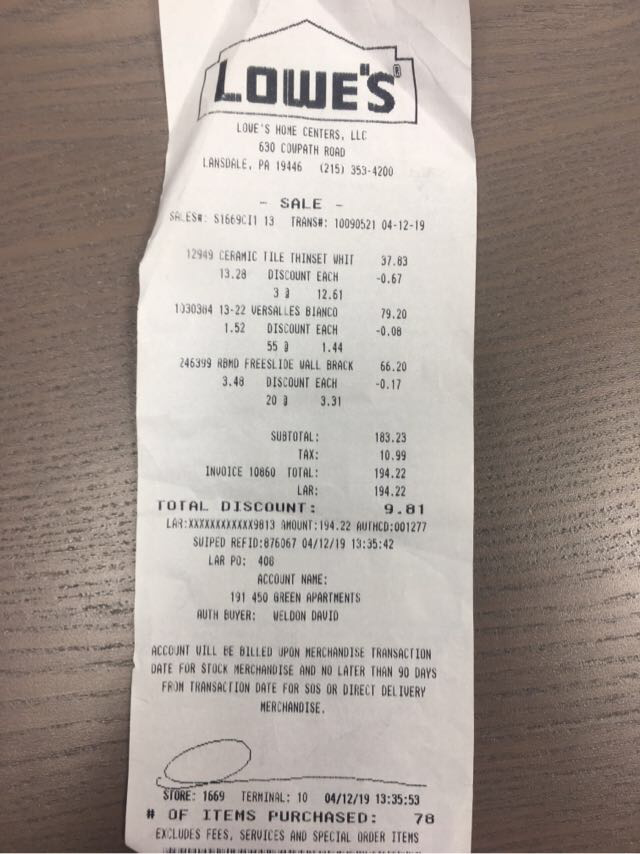 LOWE'S®
LOWE'S HOME CENTERS, LLC
630 COWPATH ROAD
LANSDALE, PA 19446 (215) 353-4200
- SALE -
SALES#: S1669CI1 13 TRANS#: 10090521 04-12-19
12949 CERAMIC TILE THINSET WHIT 37.83
13.28 DISCOUNT EACH -0.67
3 @ 12.61
1030364 13-22 VERSALLES BIANCO 79.20
1.52 DISCOUNT EACH -0.08
55 @ 1.44
246399 RBMD FREESLIDE WALL BRACK 66.20
3.48 DISCOUNT EACH -0.17
20 @ 3.31
SUBTOTAL: 183.23
TAX: 10.99
INVOICE 10860 TOTAL: 194.22
LAR: 194.22
TOTAL DISCOUNT: 9.81
LAR:XXXXXXXXXXXX9813 AMOUNT:194.22 AUTHCD:001277
SWIPED REFID:876067 04/12/19 13:35:42
LAR PO: 408
ACCOUNT NAME:
191 450 GREEN APARTMENTS
AUTH BUYER: WELDON DAVID
ACCOUNT WILL BE BILLED UPON MERCHANDISE TRANSACTION
DATE FOR STOCK MERCHANDISE AND NO LATER THAN 90 DAYS
FROM TRANSACTION DATE FOR SOS OR DIRECT DELIVERY
MERCHANDISE.
STORE: 1669 TERMINAL: 10 04/12/19 13:35:53
# OF ITEMS PURCHASED: 78
EXCLUDES FEES, SERVICES AND SPECIAL ORDER ITEMS